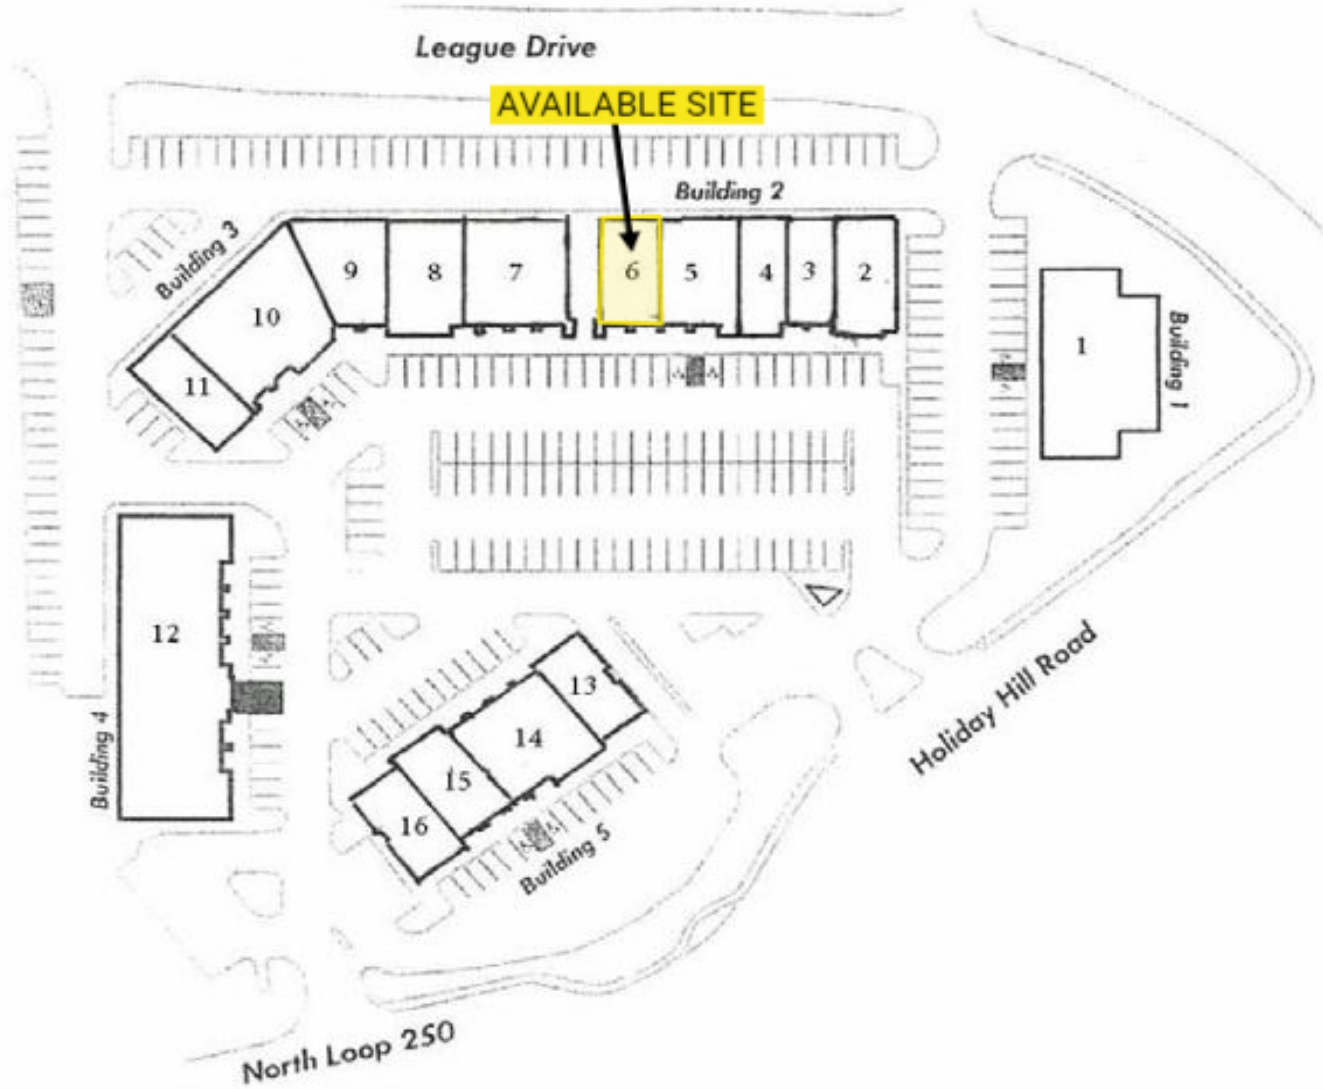 League Drive
AVAILABLE SITE
Building 2
Building 3
9
8
7
6
5
4
3
2
10
11
1
Building 1
12
Building 4
13
14
15
16
Building 5
Holiday Hill Road
North Loop 250